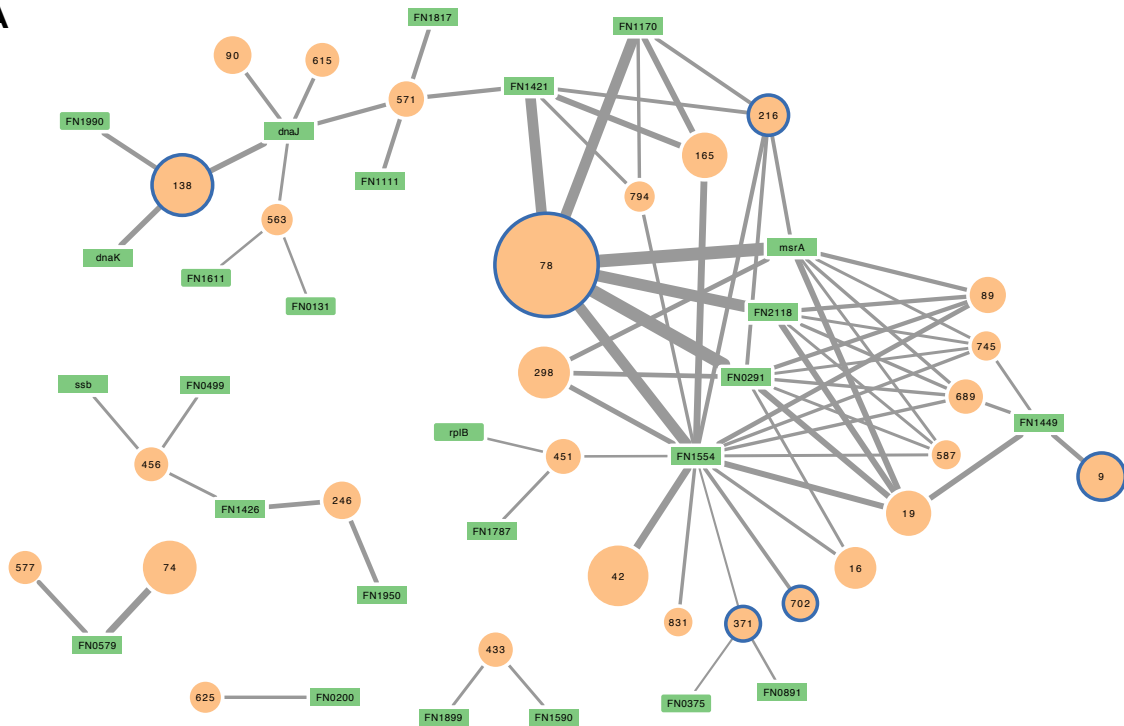 A
FN1817
FN1170
90
615
FN1421
571
216
FN1990
dnaJ
165
138
FN1111
794
563
msrA
dnaK
78
FN1611
FN0131
89
FN2118
745
298
FN0291
ssb
FN0499
689
FN1449
rplB
456
451
FN1554
587
9
246
FN1426
19
FN1787
577
74
42
16
FN1950
702
831
371
FN0579
433
625
FN0200
FN0375
FN0891
FN1899
FN1590